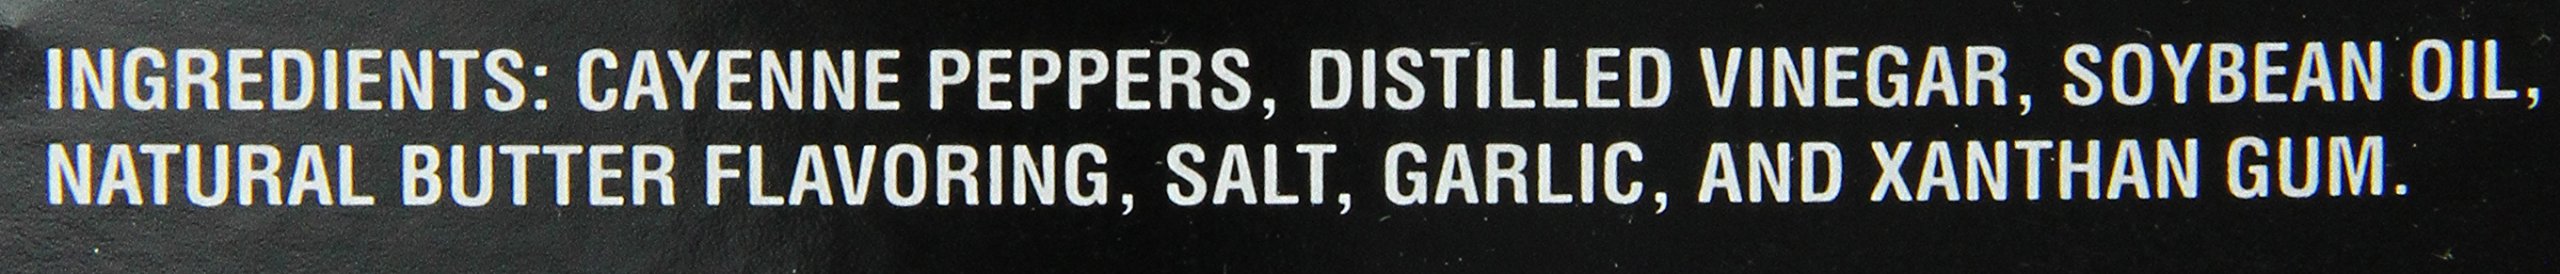 INGREDIENTS: CAYENNE PEPPERS, DISTILLED VINEGAR, SOYBEAN OIL,
NATURAL BUTTER FLAVORING, SALT, GARLIC, AND XANTHAN GUM.